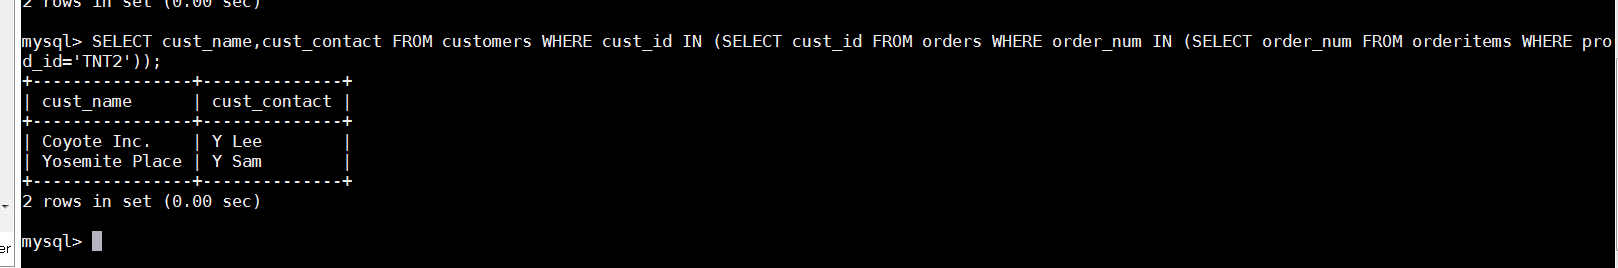 2 rows in set (0.00 sec)
mysql> SELECT cust_name,cust_contact FROM customers WHERE cust_id IN (SELECT cust_id FROM orders WHERE order_num IN (SELECT order_num FROM orderitems WHERE pro
d_id='TNT2'));
+----------------+--------------+
| cust_name      | cust_contact |
+----------------+--------------+
| Coyote Inc.    | Y Lee        |
| Yosemite Place | Y Sam        |
+----------------+--------------+
2 rows in set (0.00 sec)
mysql>
er